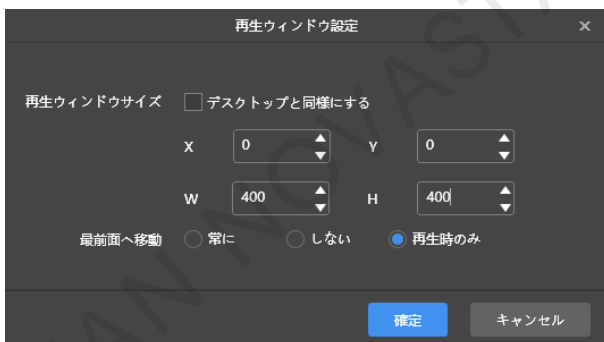 再生ウィンドウ設定 ×
再生ウィンドウサイズ デスクトップと同様にする
X 0 Y 0
W 400 H 400
最前面へ移動 常に しない 再生時のみ
確定 キャンセル